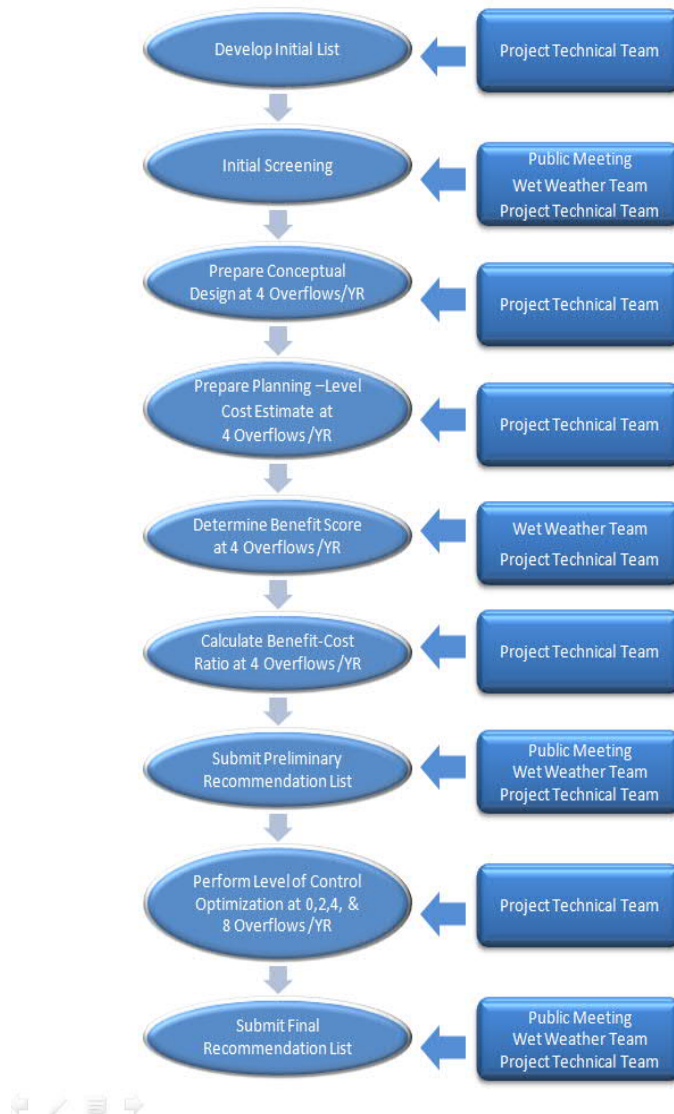 Develop Initial List
Project Technical Team
Initial Screening
Public Meeting
Wet Weather Team
Project Technical Team
Prepare Conceptual
Design at 4 Overflows/YR
Project Technical Team
Prepare Planning –Level
Cost Estimate at
4 Overflows /YR
Project Technical Team
Determine Benefit Score
at 4 Overflows /YR
Wet Weather Team
Project Technical Team
Calculate Benefit-Cost
Ratio at 4 Overflows /YR
Project Technical Team
Submit Preliminary
Recommendation List
Public Meeting
Wet Weather Team
Project Technical Team
Perform Level of Control
Optimization at 0,2,4, &
8 Overflows /YR
Project Technical Team
Submit Final
Recommendation List
Public Meeting
Wet Weather Team
Project Technical Team